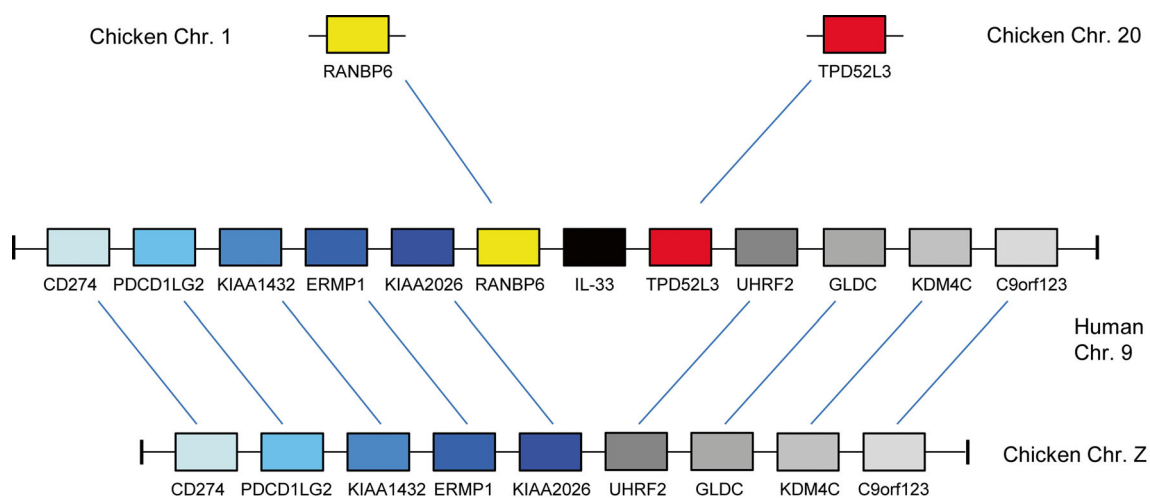 Chicken Chr. 1
Chicken Chr. 20
RANBP6
TPD52L3
CD274
PDCD1LG2
KIAA1432
ERMP1
KIAA2026
RANBP6
IL-33
TPD52L3
UHRF2
GLDC
KDM4C
C9orf123
Human
Chr. 9
Chicken Chr. Z
CD274
PDCD1LG2
KIAA1432
ERMP1
KIAA2026
UHRF2
GLDC
KDM4C
C9orf123